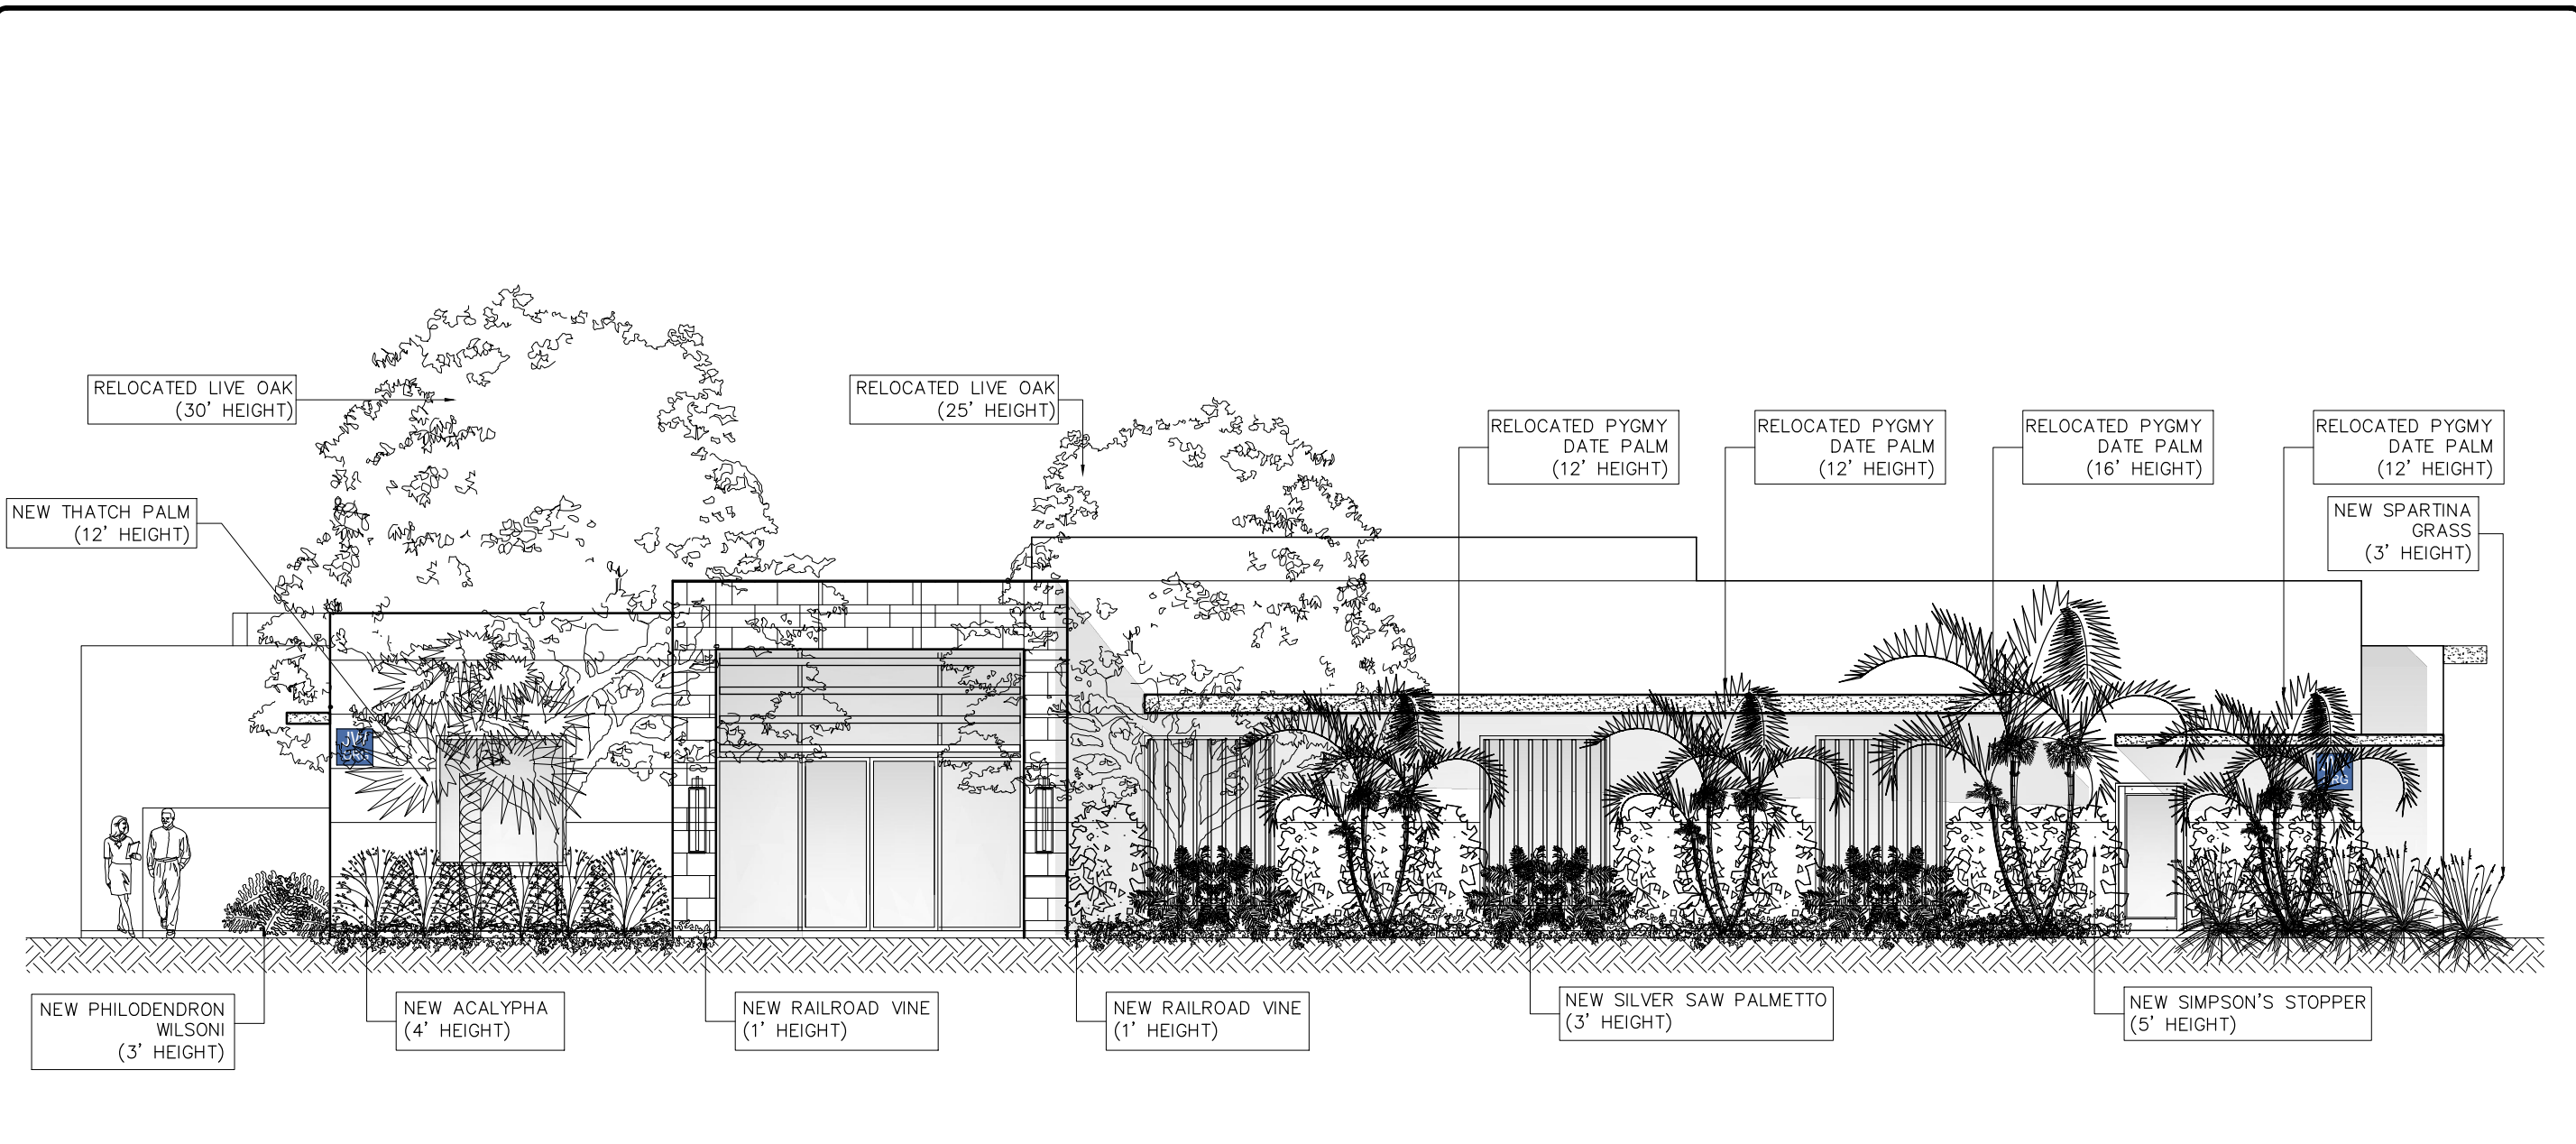 RELOCATED LIVE OAK
(30' HEIGHT)
RELOCATED LIVE OAK
(25' HEIGHT)
RELOCATED PYGMY
DATE PALM
(12' HEIGHT)
RELOCATED PYGMY
DATE PALM
(12' HEIGHT)
RELOCATED PYGMY
DATE PALM
(16' HEIGHT)
RELOCATED PYGMY
DATE PALM
(12' HEIGHT)
NEW THATCH PALM
(12' HEIGHT)
NEW SPARTINA
GRASS
(3' HEIGHT)
NEW PHILODENDRON
WILSONI
(3' HEIGHT)
NEW ACALYPHA
(4' HEIGHT)
NEW RAILROAD VINE
(1' HEIGHT)
NEW RAILROAD VINE
(1' HEIGHT)
NEW SILVER SAW PALMETTO
(3' HEIGHT)
NEW SIMPSON'S STOPPER
(5' HEIGHT)